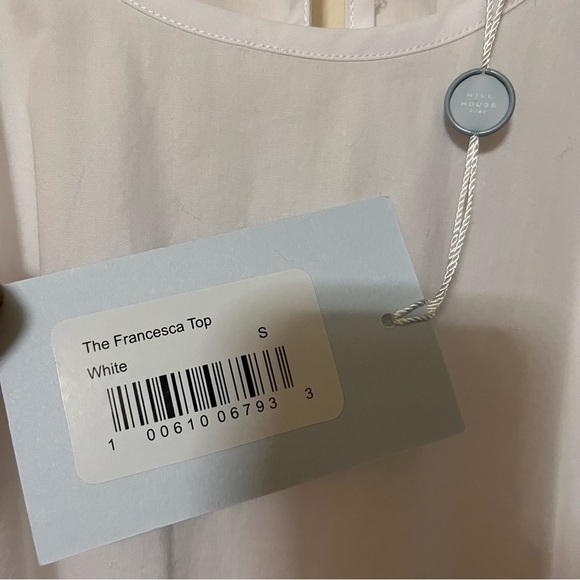 HILL
HOUSE
HOME
The Francesca Top
White S
1 00610 06793 3